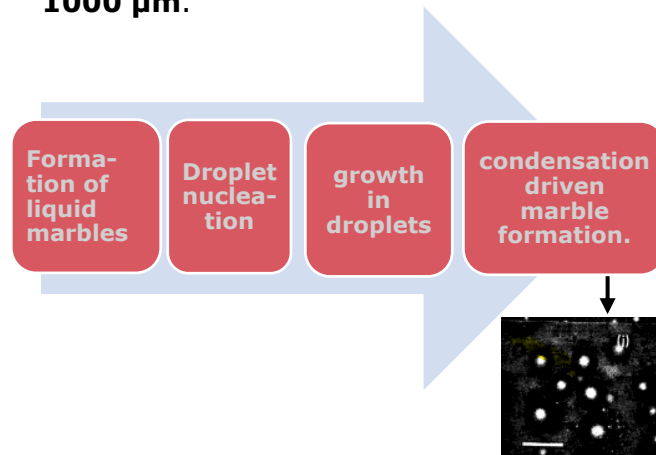 1000 µm.
Forma-
tion of
liquid
marbles
Droplet
nuclea-
tion
growth
in
droplets
condensation
driven
marble
formation.
(i)